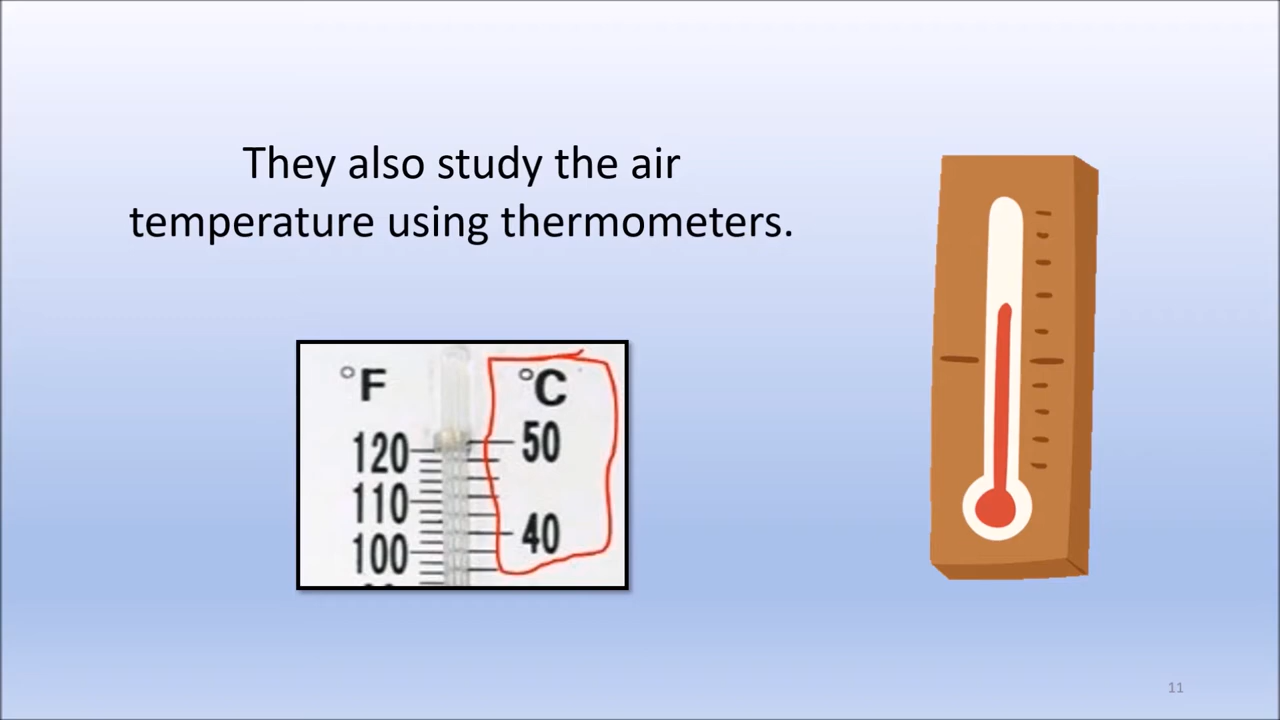 They also study the air
temperature using thermometers.
°F °C
120 50
110
100 40
11